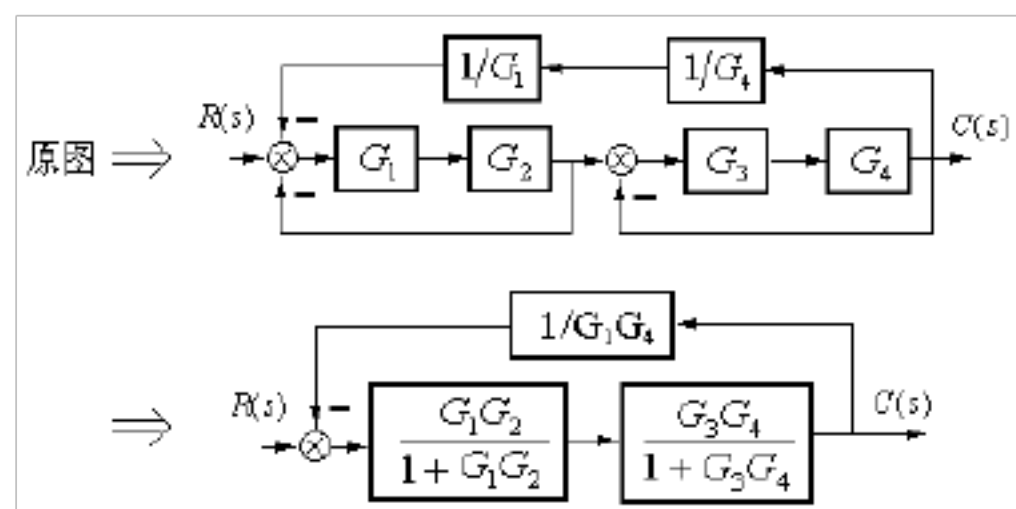 1/G₁ 1/G₄
R(s) − C(s)
原图 ⇒ G₁ G₂ G₃ G₄
− −
1/G₁G₄
R(s) − C(s)
⇒ G₁G₂ / 1 + G₁G₂ G₃G₄ / 1 + G₃G₄